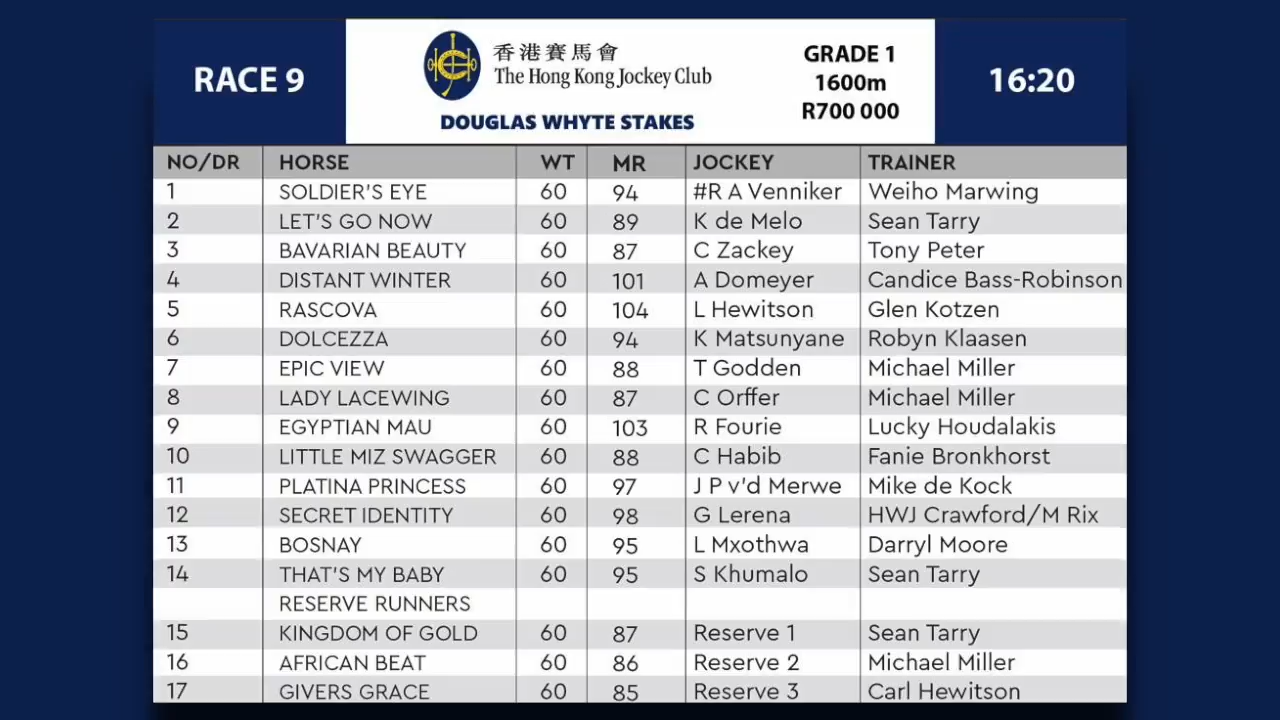 RACE 9
香港賽馬會
The Hong Kong Jockey Club
DOUGLAS WHYTE STAKES
GRADE 1
1600m
R700 000
16:20
NO/DR HORSE WT MR JOCKEY TRAINER
1 SOLDIER'S EYE 60 94 #R A Venniker Weiho Marwing
2 LET'S GO NOW 60 89 K de Melo Sean Tarry
3 BAVARIAN BEAUTY 60 87 C Zackey Tony Peter
4 DISTANT WINTER 60 101 A Domeyer Candice Bass-Robinson
5 RASCOVA 60 104 L Hewitson Glen Kotzen
6 DOLCEZZA 60 94 K Matsunyane Robyn Klaasen
7 EPIC VIEW 60 88 T Godden Michael Miller
8 LADY LACEWING 60 87 C Orffer Michael Miller
9 EGYPTIAN MAU 60 103 R Fourie Lucky Houdalakis
10 LITTLE MIZ SWAGGER 60 88 C Habib Fanie Bronkhorst
11 PLATINA PRINCESS 60 97 J P v'd Merwe Mike de Kock
12 SECRET IDENTITY 60 98 G Lerena HWJ Crawford/M Rix
13 BOSNAY 60 95 L Mxothwa Darryl Moore
14 THAT'S MY BABY 60 95 S Khumalo Sean Tarry
RESERVE RUNNERS
15 KINGDOM OF GOLD 60 87 Reserve 1 Sean Tarry
16 AFRICAN BEAT 60 86 Reserve 2 Michael Miller
17 GIVERS GRACE 60 85 Reserve 3 Carl Hewitson